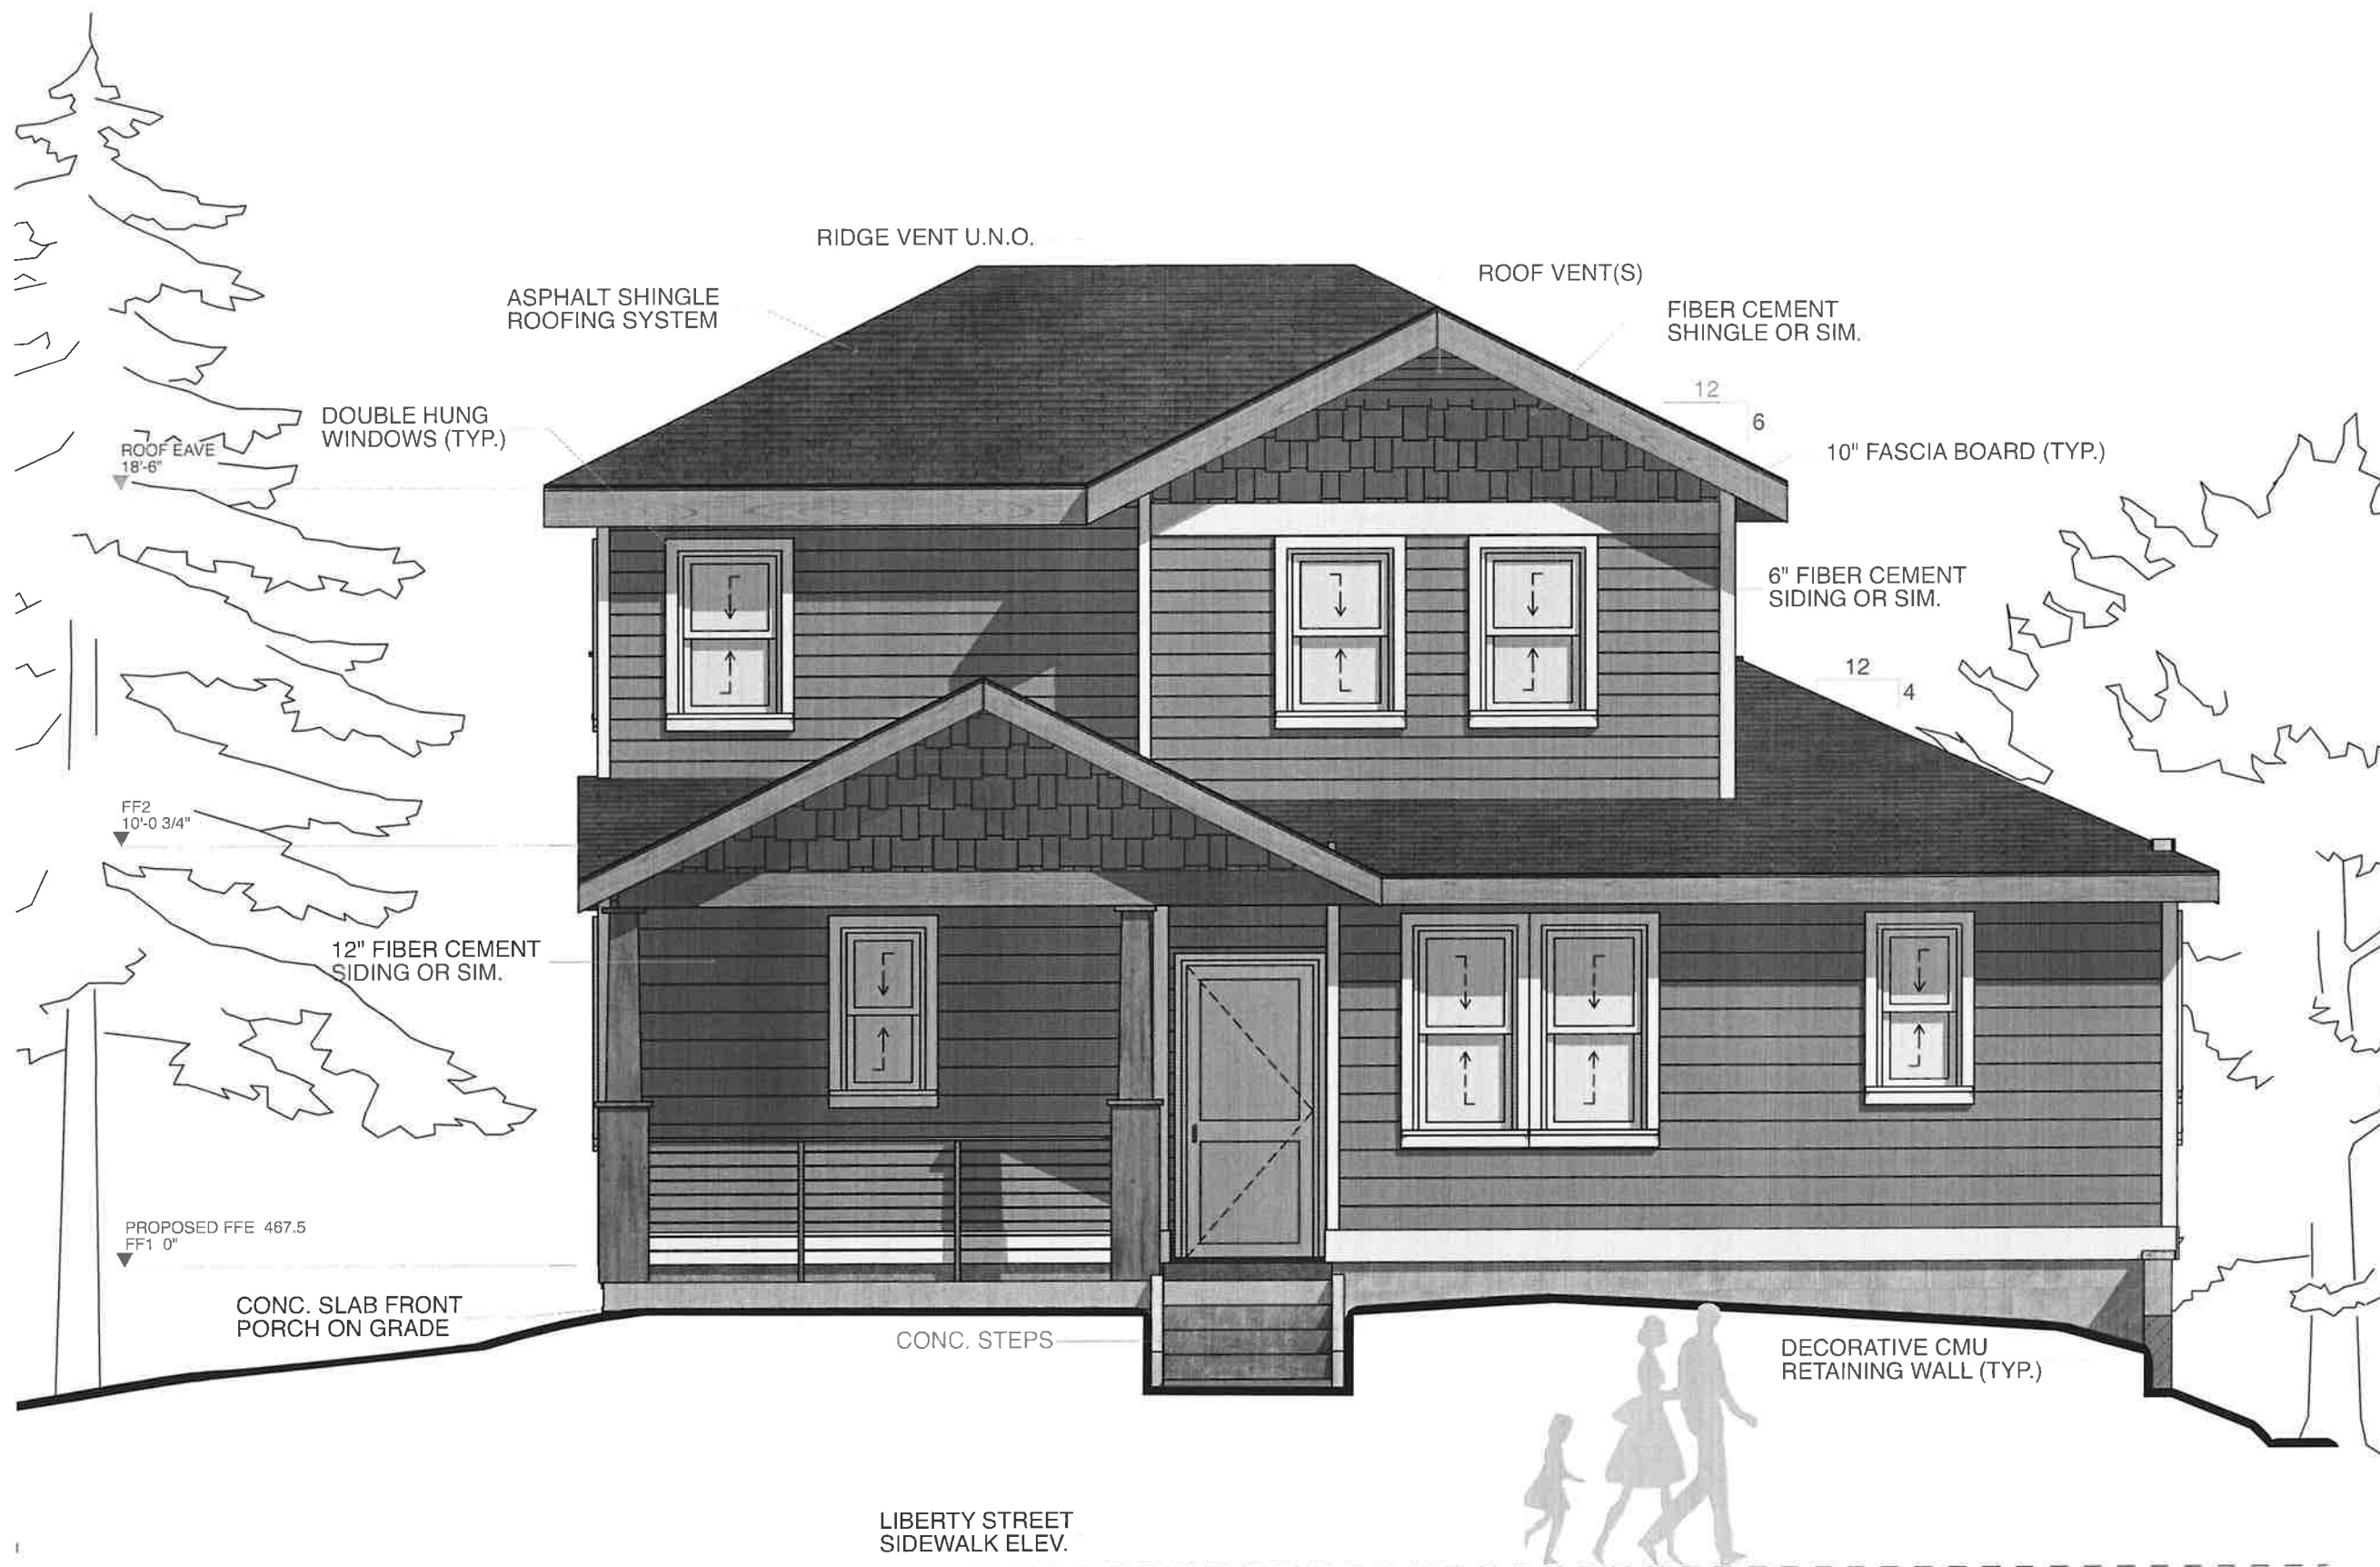 RIDGE VENT U.N.O.
ROOF VENT(S)
ASPHALT SHINGLE
ROOFING SYSTEM
FIBER CEMENT
SHINGLE OR SIM.
12
6
DOUBLE HUNG
WINDOWS (TYP.)
10" FASCIA BOARD (TYP.)
ROOF EAVE
18'-6"
6" FIBER CEMENT
SIDING OR SIM.
12
4
FF2
10'-0 3/4"
12" FIBER CEMENT
SIDING OR SIM.
PROPOSED FFE 467.5
FF1 0"
CONC. SLAB FRONT
PORCH ON GRADE
CONC. STEPS
DECORATIVE CMU
RETAINING WALL (TYP.)
LIBERTY STREET
SIDEWALK ELEV.